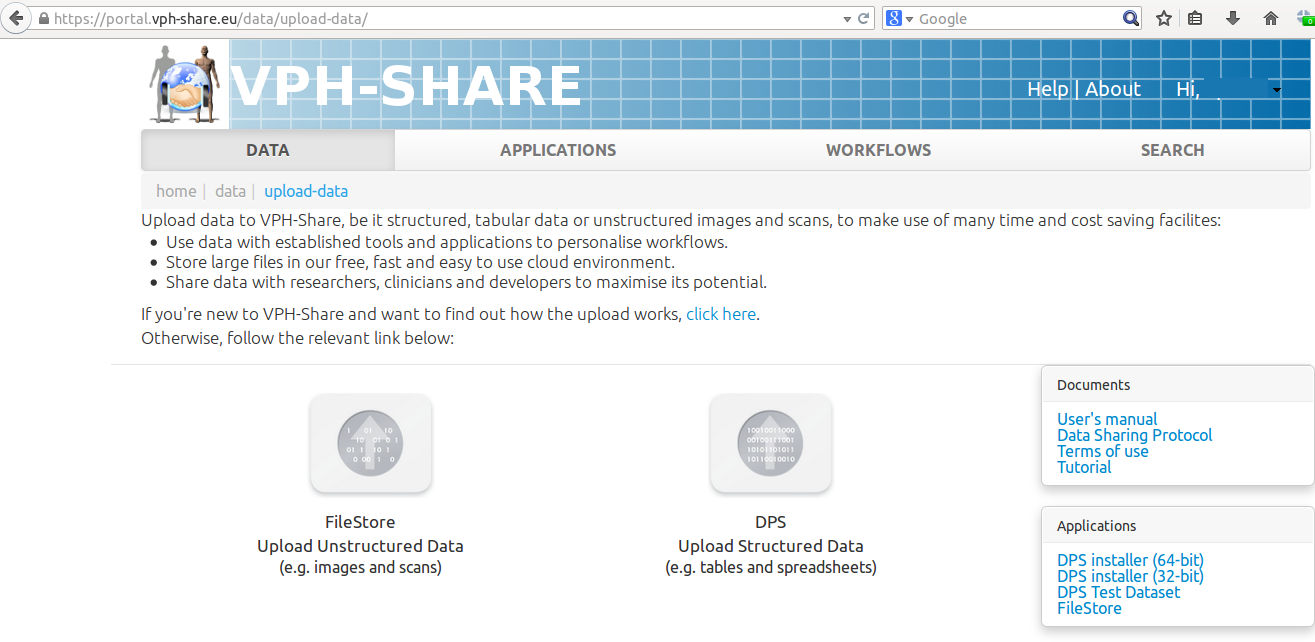 https://portal.vph-share.eu/data/upload-data/
Google
VPH-SHARE
Help | About Hi,
DATA APPLICATIONS WORKFLOWS SEARCH
home | data | upload-data
Upload data to VPH-Share, be it structured, tabular data or unstructured images and scans, to make use of many time and cost saving facilites:
• Use data with established tools and applications to personalise workflows.
• Store large files in our free, fast and easy to use cloud environment.
• Share data with researchers, clinicians and developers to maximise its potential.
If you're new to VPH-Share and want to find out how the upload works, click here.
Otherwise, follow the relevant link below:
FileStore
Upload Unstructured Data
(e.g. images and scans)
10010011000
00100111001
10101101011
10110010010
DPS
Upload Structured Data
(e.g. tables and spreadsheets)
Documents
User's manual
Data Sharing Protocol
Terms of use
Tutorial
Applications
DPS installer (64-bit)
DPS installer (32-bit)
DPS Test Dataset
FileStore